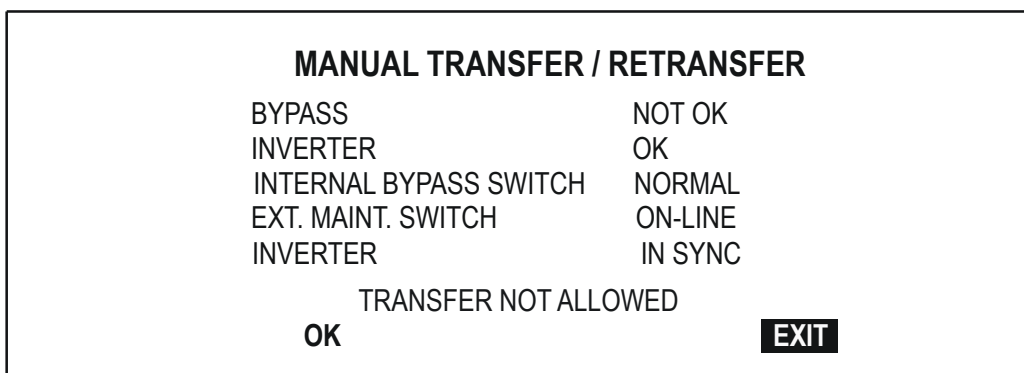 MANUAL TRANSFER / RETRANSFER
BYPASS NOT OK
INVERTER OK
INTERNAL BYPASS SWITCH NORMAL
EXT. MAINT. SWITCH ON-LINE
INVERTER IN SYNC
TRANSFER NOT ALLOWED
OK EXIT